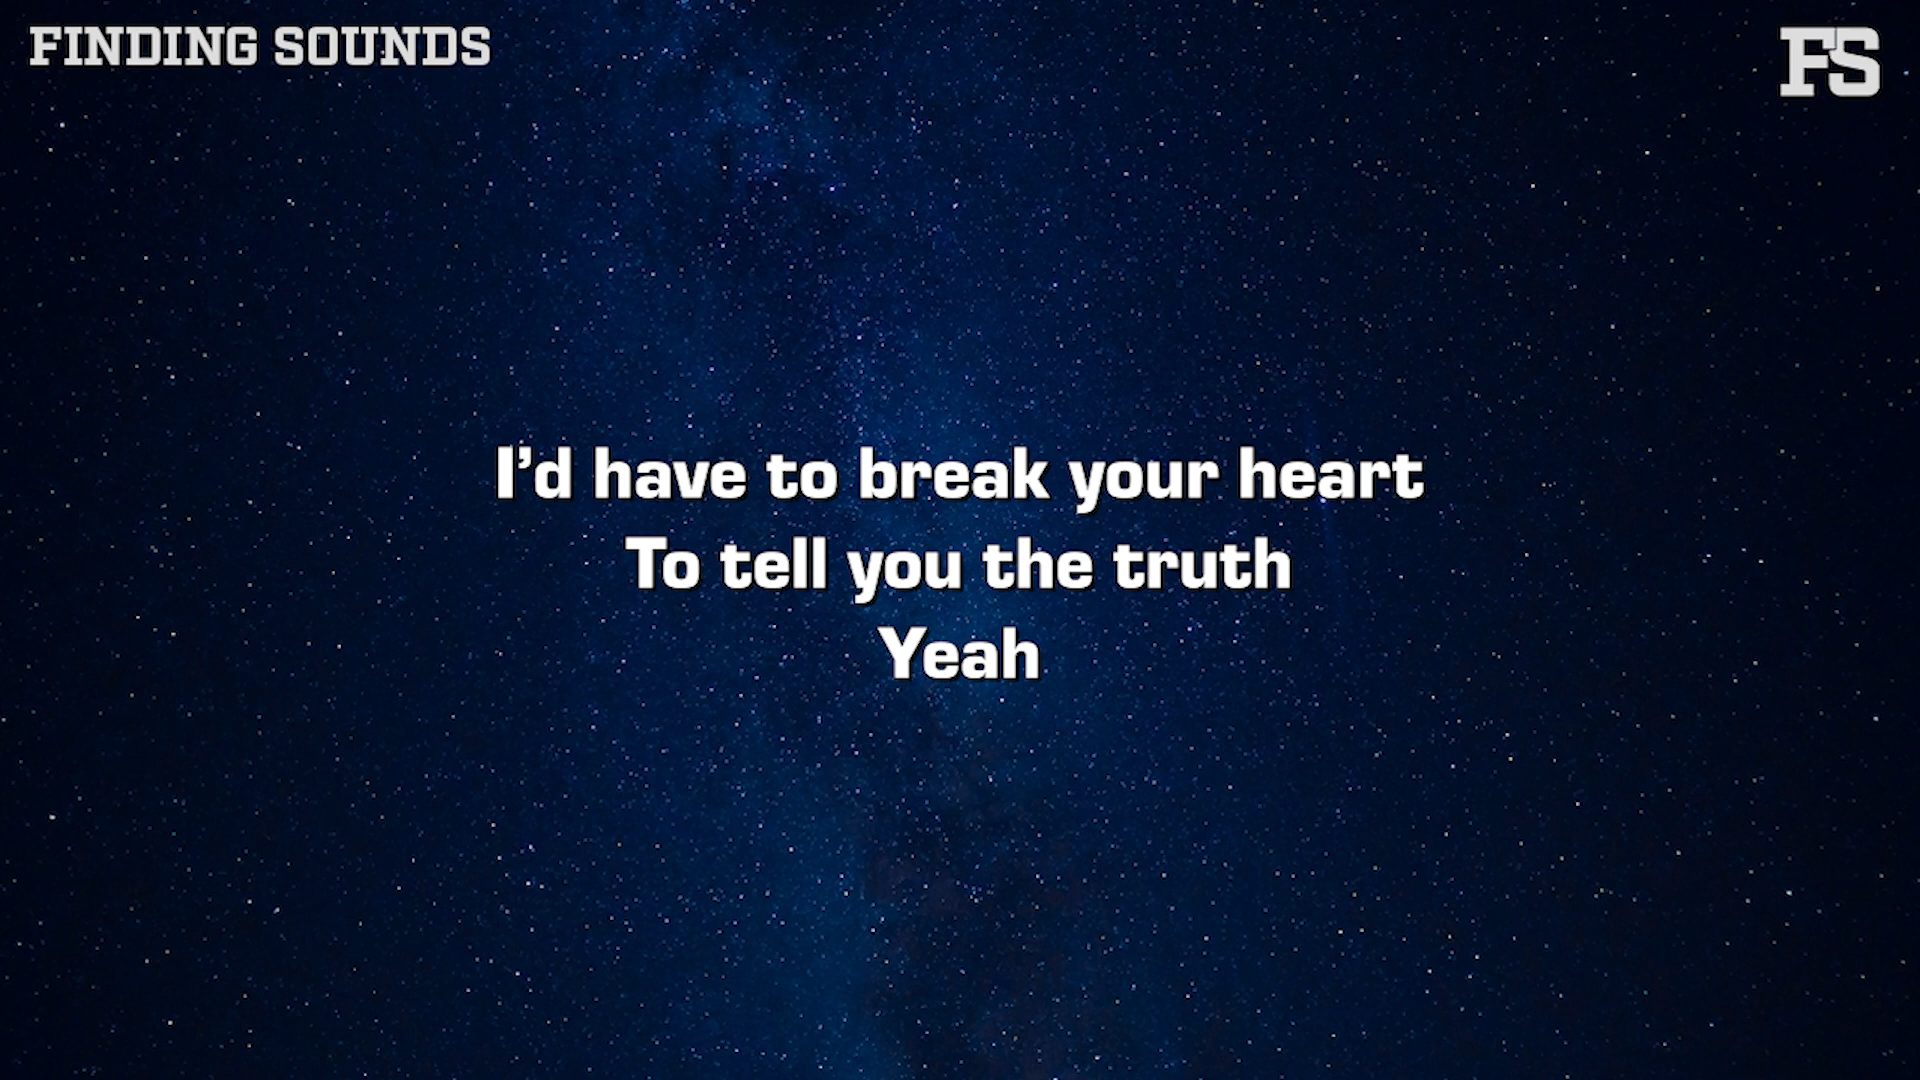 FINDING SOUNDS
FS
I’d have to break your heart
To tell you the truth
Yeah